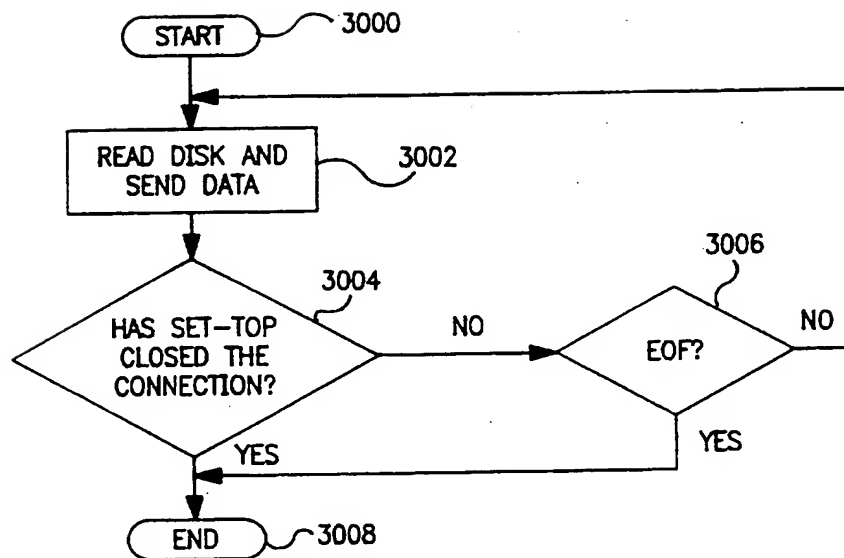 START
3000
READ DISK AND
SEND DATA
3002
HAS SET-TOP
CLOSED THE
CONNECTION?
3004
NO
3006
EOF?
NO
YES
YES
END
3008